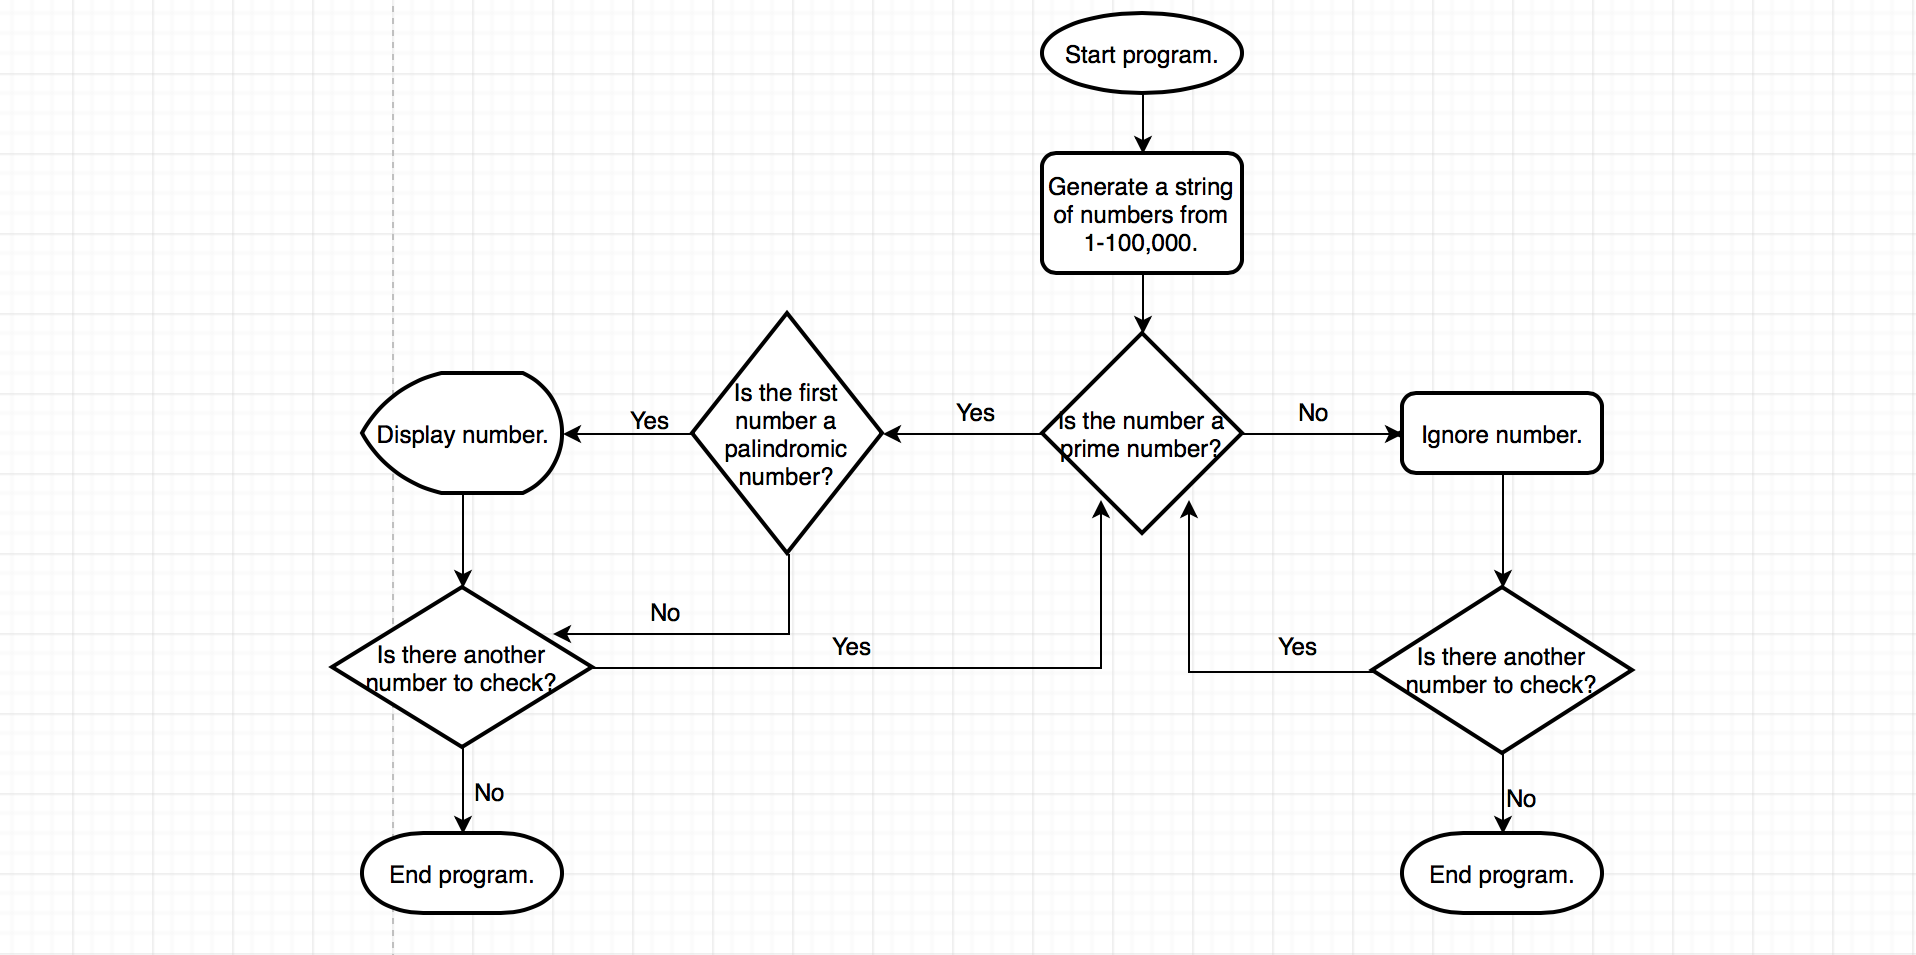 Start program.
Generate a string
of numbers from
1-100,000.
Is the first
number a
palindromic
number?
Is the number a
prime number?
Display number.
Yes
Yes
No
Ignore number.
No
Yes
Yes
Is there another
number to check?
Is there another
number to check?
No
No
End program.
End program.